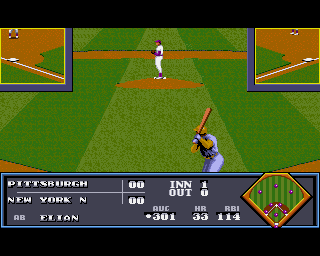 PITTSBURGH 00 INN 1
OUT 0
NEW YORK N 00
AVG HR RBI
AB ELIAN •301 33 114